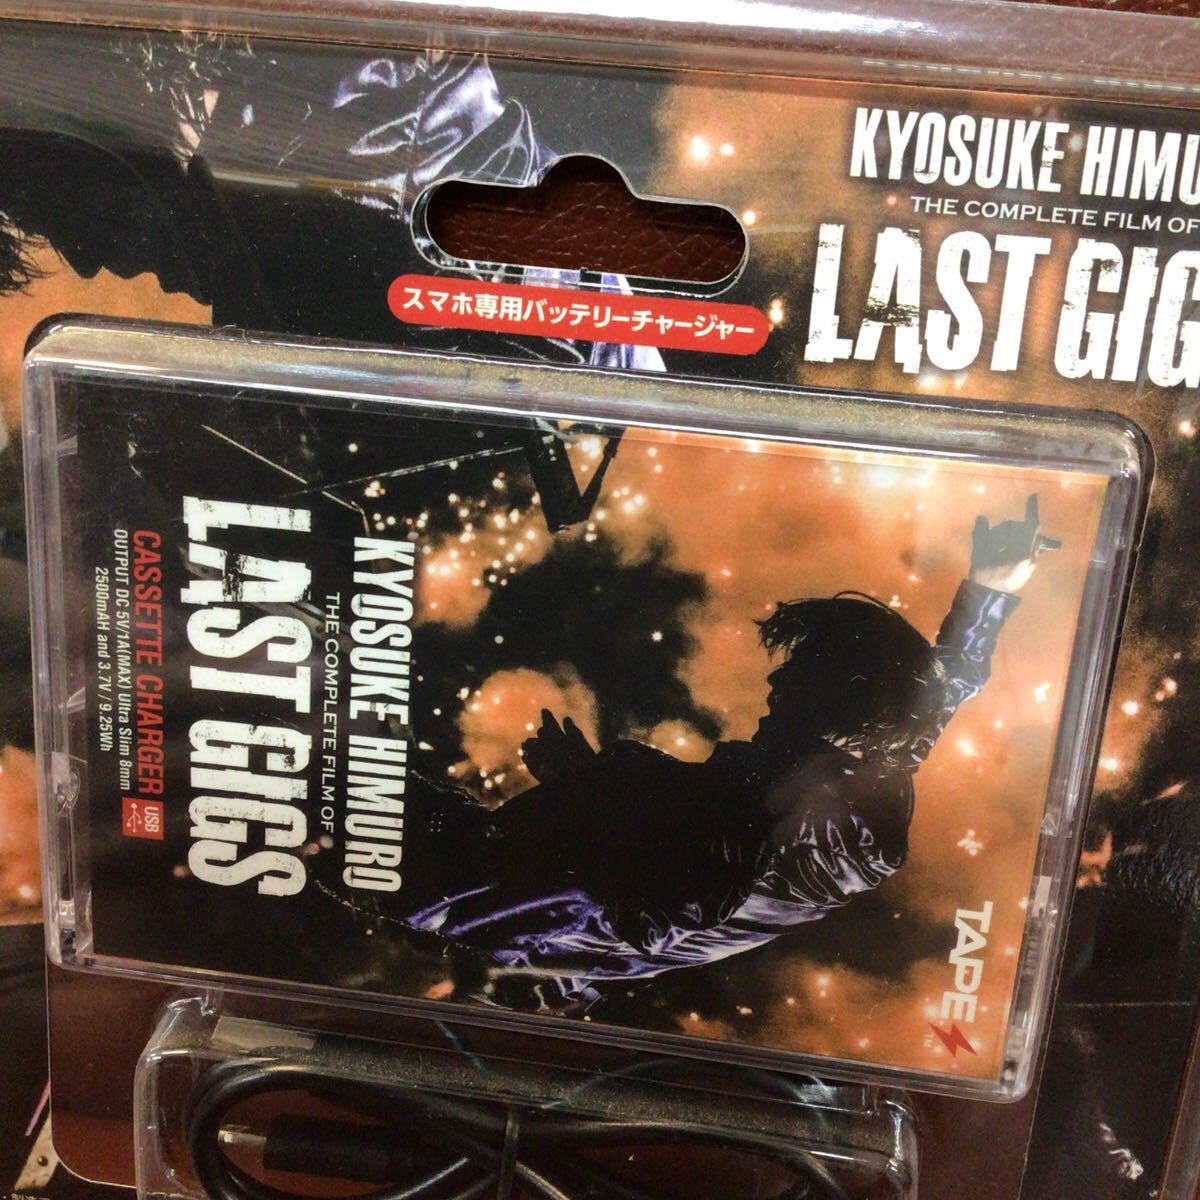 KYOSUKE HIMU
THE COMPLETE FILM OF
LAST GIG
スマホ専用バッテリーチャージャー
KYOSUKE HIMURO
THE COMPLETE FILM OF
LAST GIGS
CASSETTE CHARGER
USB
OUTPUT DC 5V/1A(MAX) Ultra Slim 8mm
2500mAH and 3.7V / 9.25Wh
TAPES
TM